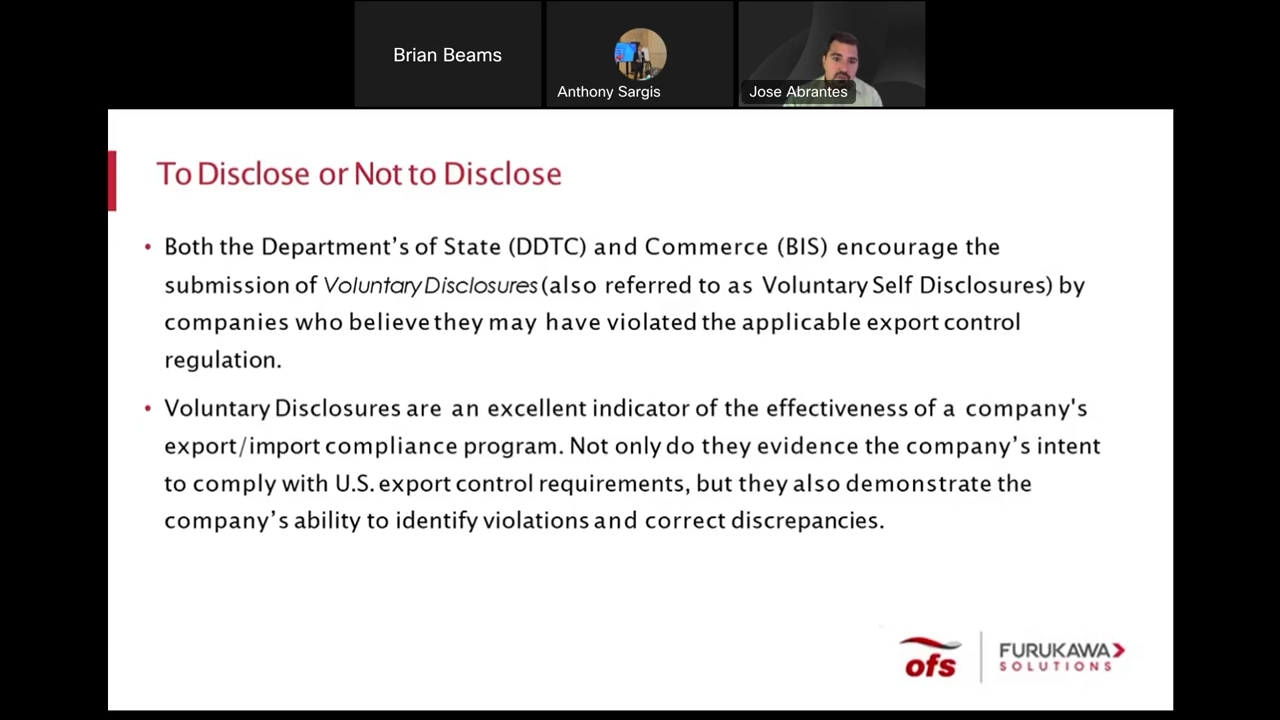 Brian Beams
Anthony Sargis
Jose Abrantes
To Disclose or Not to Disclose
• Both the Department's of State (DDTC) and Commerce (BIS) encourage the
submission of Voluntary Disclosures (also referred to as Voluntary Self Disclosures) by
companies who believe they may have violated the applicable export control
regulation.
• Voluntary Disclosures are an excellent indicator of the effectiveness of a company's
export/import compliance program. Not only do they evidence the company's intent
to comply with U.S. export control requirements, but they also demonstrate the
company's ability to identify violations and correct discrepancies.
ofs
FURUKAWA
SOLUTIONS